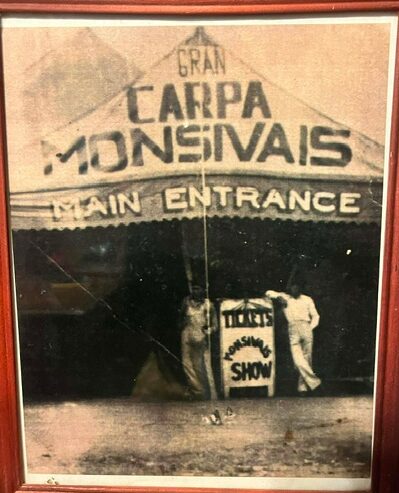 GRAN
CARPA
MONSIVAIS
MAIN ENTRANCE
TICKETS
MONSIVAIS
SHOW